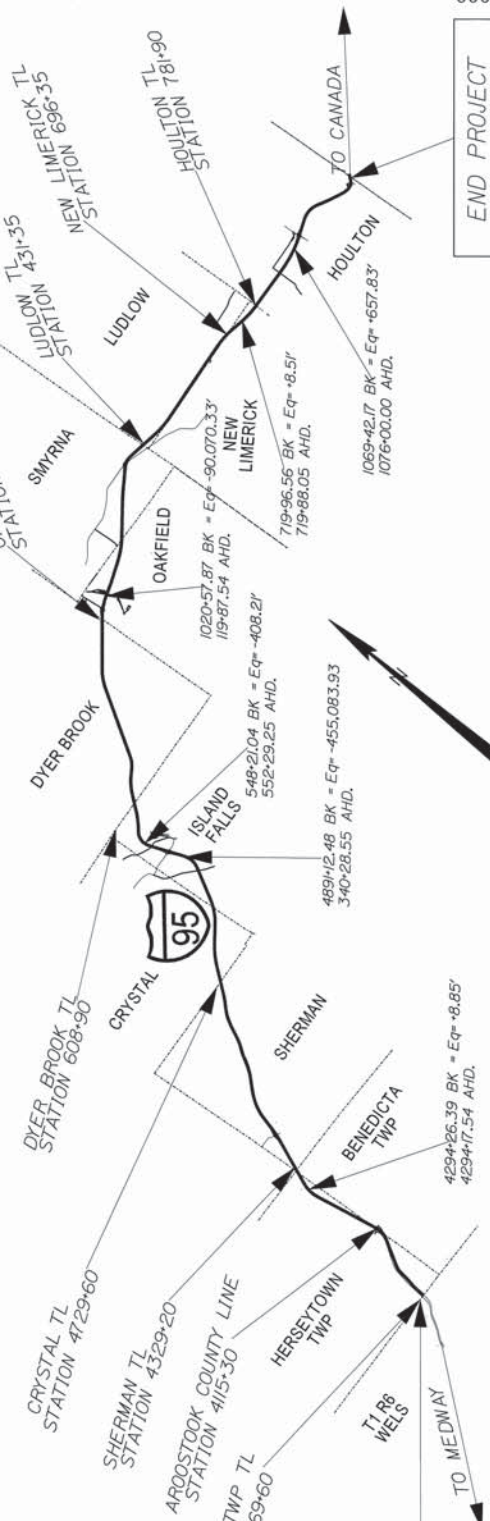 TO MEDWAY
T1 R6
WELS
TWP TL
69+60
HERSEYTOWN
TWP
AROOSTOOK COUNTY LINE
STATION 4115+30
4294+26.39 BK = Eq= +8.85'
4294+17.54 AHD.
BENEDICTA
TWP
SHERMAN TL
STATION 4329+20
SHERMAN
CRYSTAL TL
STATION 4729+60
CRYSTAL
95
4891+12.48 BK = Eq= -455,083.93
340+28.55 AHD.
ISLAND
FALLS
548+21.04 BK = Eq= -408.21'
552+29.25 AHD.
DYER BROOK TL
STATION 608+90
DYER BROOK
STATION
1020+57.87 BK = Eq= -90,070.33'
119+87.54 AHD.
OAKFIELD
SMYRNA
LUDLOW TL
STATION 431+35
NEW
LIMERICK
LUDLOW
NEW LIMERICK TL
STATION 696+35
719+96.56 BK = Eq= +8.51'
719+88.05 AHD.
HOULTON TL
STATION 781+90
1069+42.17 BK = Eq= +657.83'
1076+00.00 AHD.
HOULTON
TO CANADA
END PROJECT
N